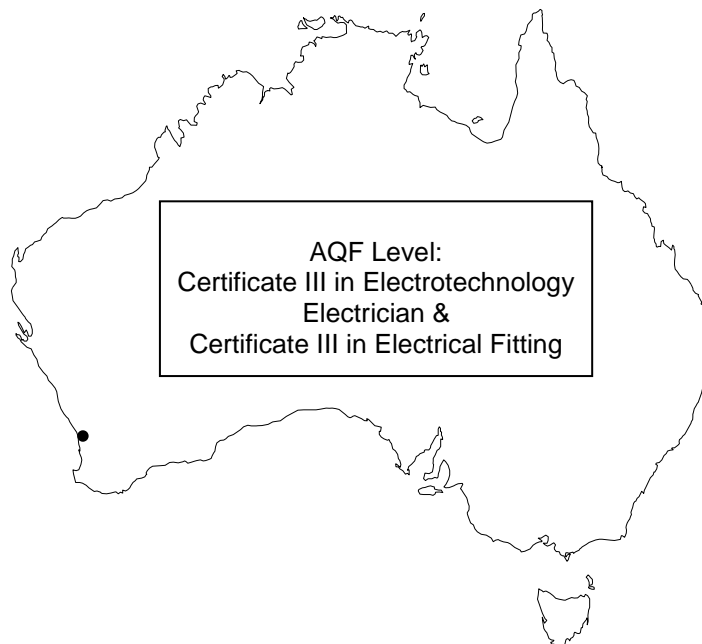 AQF Level:
Certificate III in Electrotechnology
Electrician &
Certificate III in Electrical Fitting